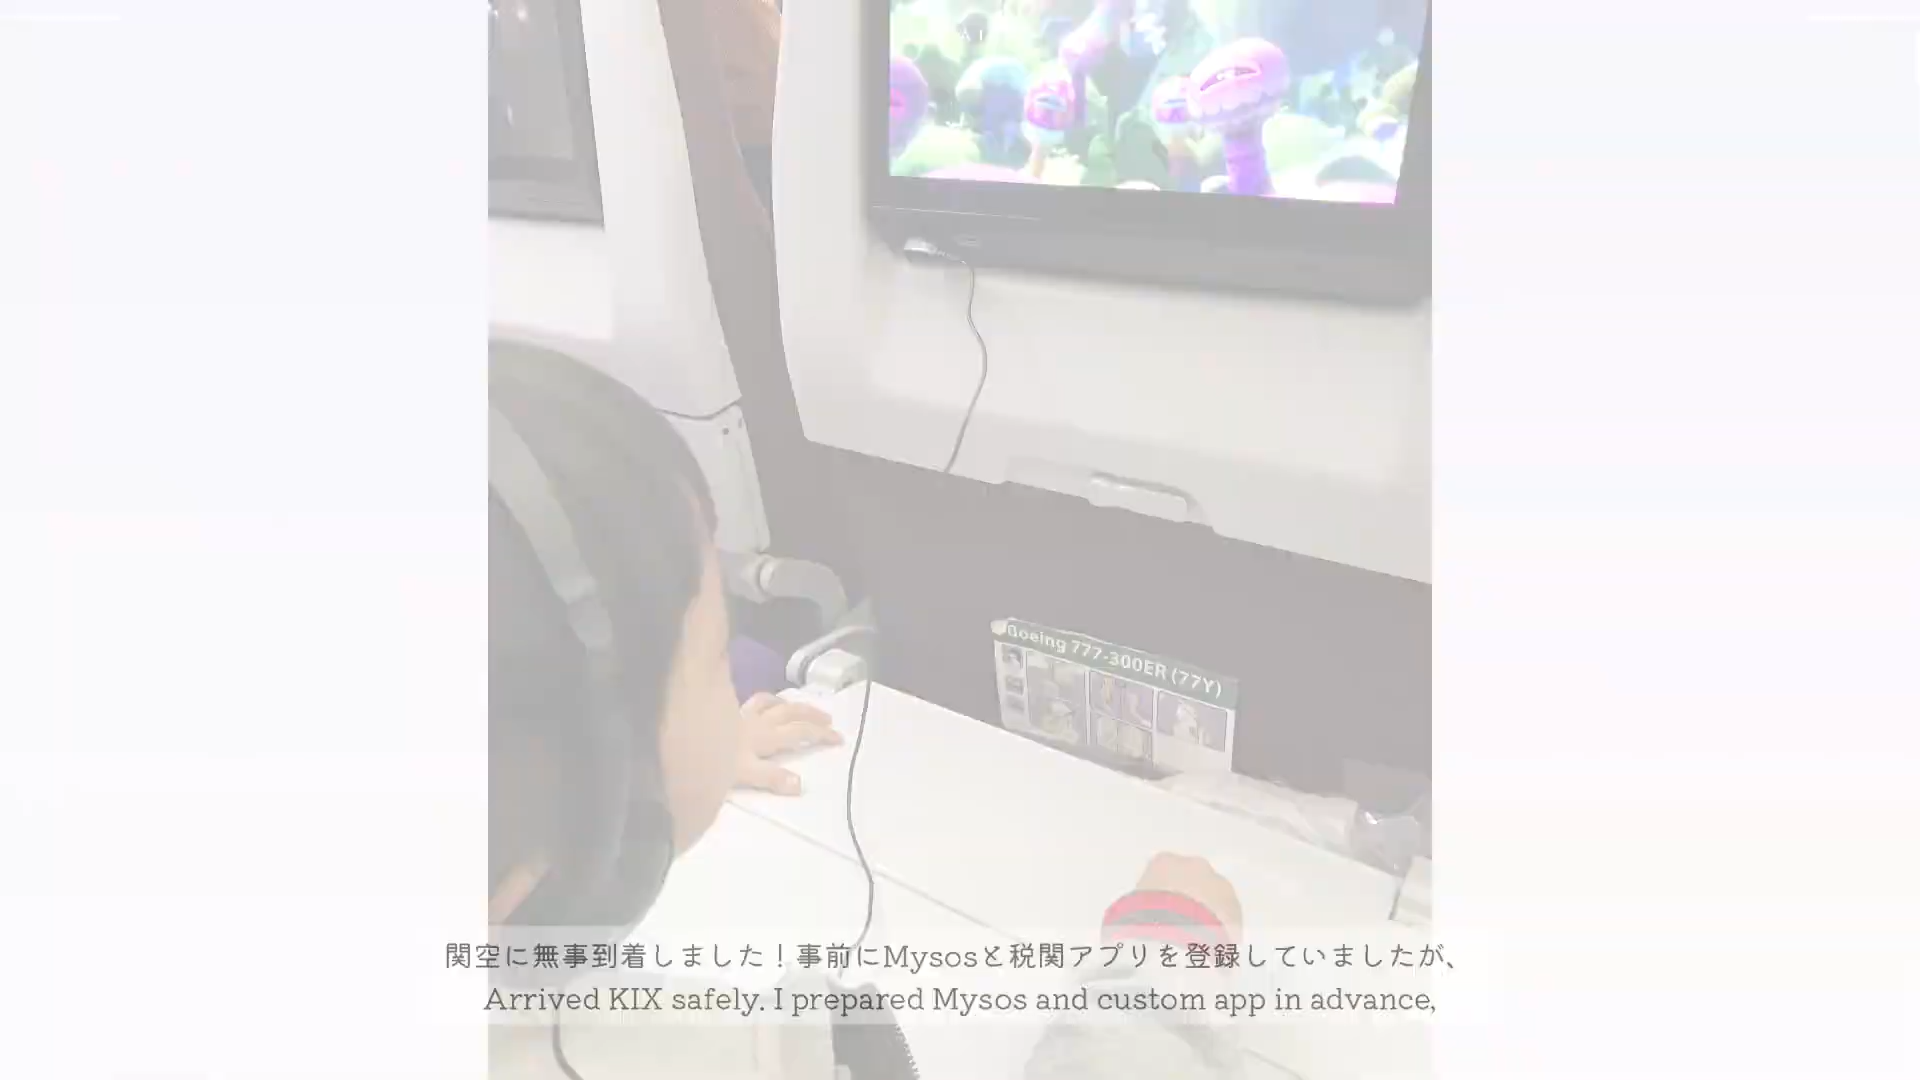 Boeing 777-300ER (77Y)
関空に無事到着しました！事前にMysosと税関アプリを登録していましたが、
Arrived KIX safely. I prepared Mysos and custom app in advance,